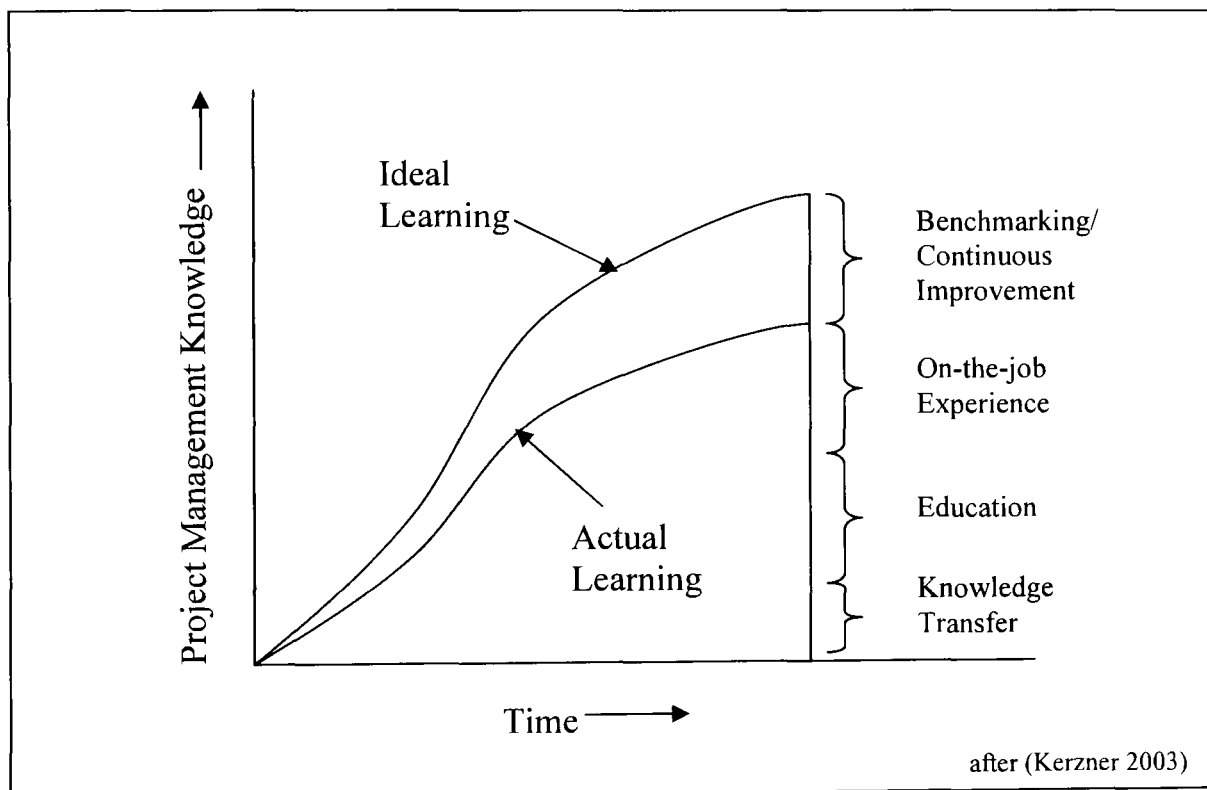 Project Management Knowledge
Ideal
Learning
Actual
Learning
Benchmarking/
Continuous
Improvement
On-the-job
Experience
Education
Knowledge
Transfer
Time
after (Kerzner 2003)